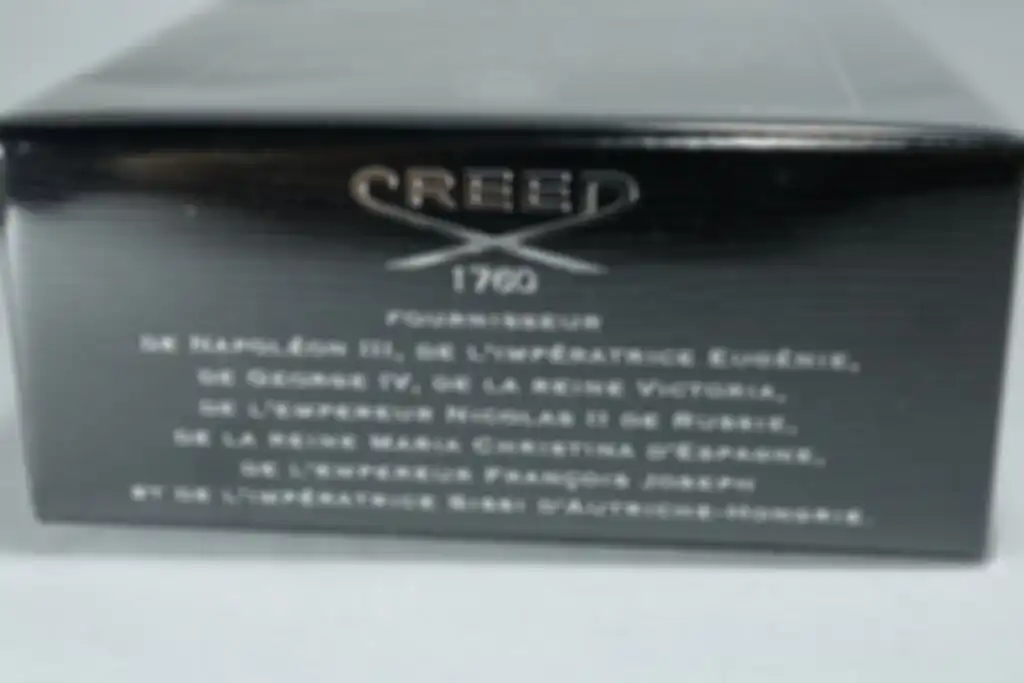 CREED
1760
FOURNISSEUR
DE NAPOLÉON III, DE L'IMPÉRATRICE EUGÉNIE,
DE GEORGE IV, DE LA REINE VICTORIA,
DE L'EMPEREUR NICOLAS II DE RUSSIE,
DE LA REINE MARIA CHRISTINA D'ESPAGNE,
DE L'EMPEREUR FRANÇOIS JOSEPH
ET DE L'IMPÉRATRICE SISSI D'AUTRICHE-HONGRIE.